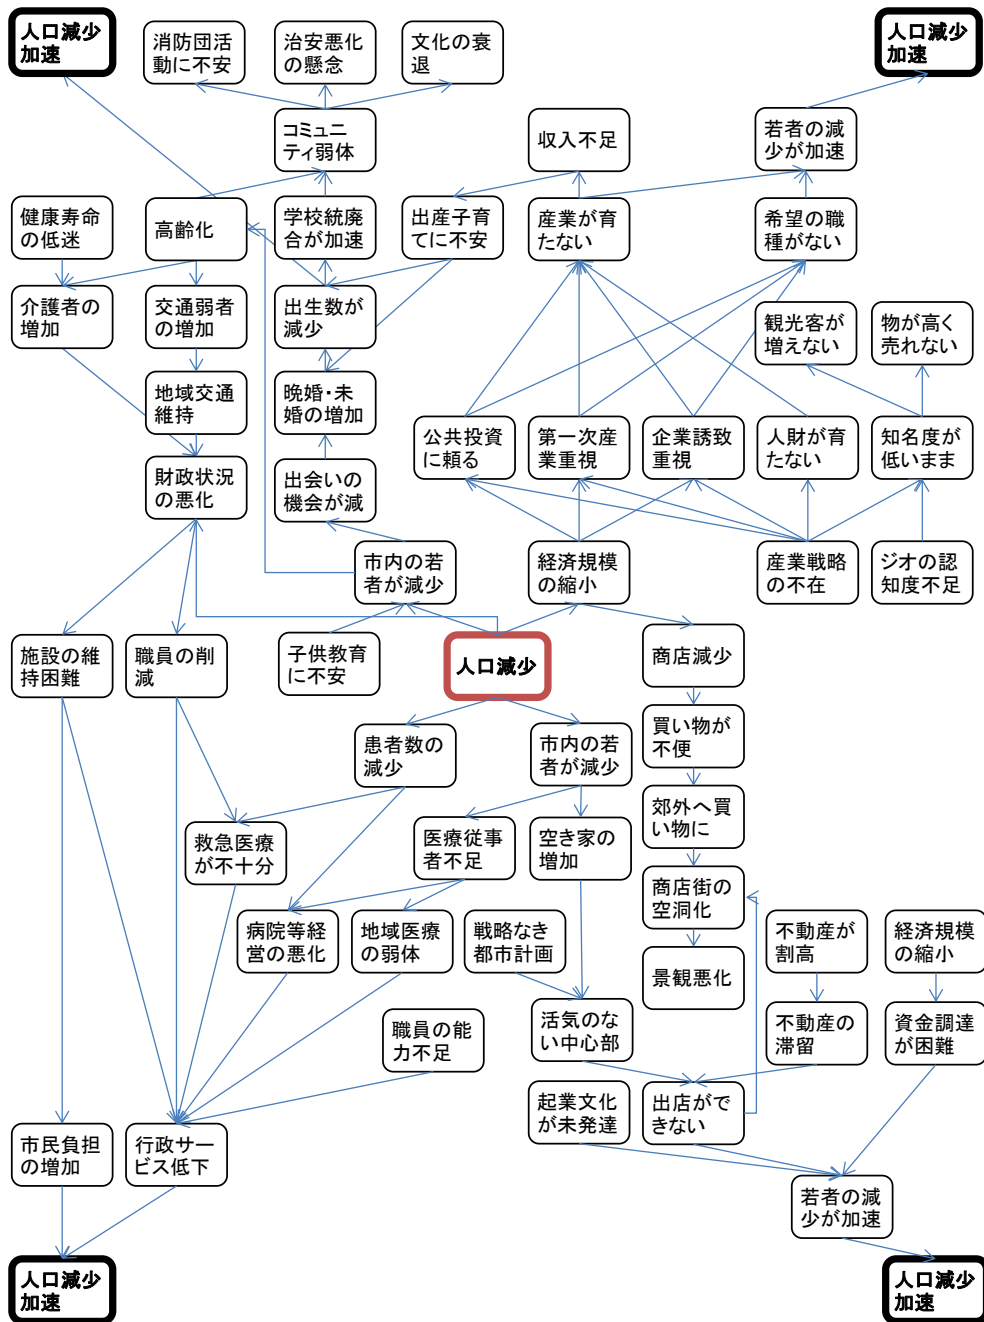 人口減少
加速
消防団活
動に不安
治安悪化
の懸念
文化の衰
退
人口減少
加速
コミュニ
ティ弱体
収入不足
若者の減
少が加速
健康寿命
の低迷
高齢化
学校統廃
合が加速
出産子育
てに不安
産業が育
たない
希望の職
種がない
介護者の
増加
交通弱者
の増加
出生数が
減少
観光客が
増えない
物が高く
売れない
地域交通
維持
晩婚・未
婚の増加
公共投資
に頼る
第一次産
業重視
企業誘致
重視
人財が育
たない
知名度が
低いまま
財政状況
の悪化
出会いの
機会が減
市内の若
者が減少
経済規模
の縮小
産業戦略
の不在
ジオの認
知度不足
施設の維
持困難
職員の削
減
子供教育
に不安
人口減少
商店減少
患者数の
減少
市内の若
者が減少
買い物が
不便
救急医療
が不十分
医療従事
者不足
空き家の
増加
郊外へ買
い物に
病院等経
営の悪化
地域医療
の弱体
戦略なき
都市計画
商店街の
空洞化
不動産が
割高
経済規模
の縮小
景観悪化
職員の能
力不足
活気のな
い中心部
不動産の
滞留
資金調達
が困難
市民負担
の増加
行政サー
ビス低下
起業文化
が未発達
出店がで
きない
若者の減
少が加速
人口減少
加速
人口減少
加速